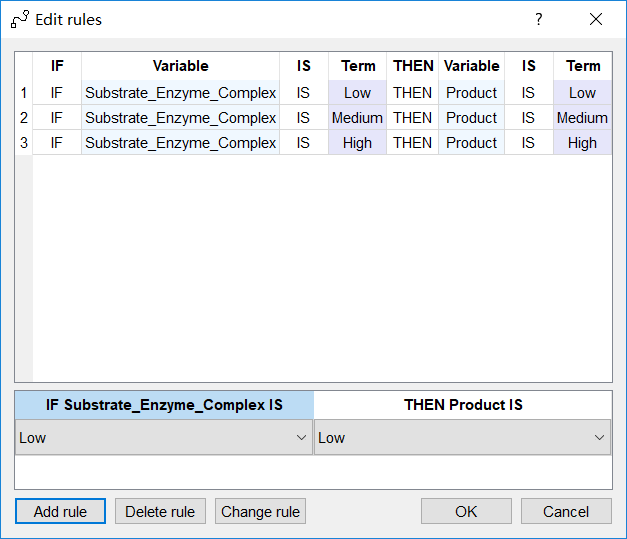 Edit rules ?
IF Variable IS Term THEN Variable IS Term
1 IF Substrate_Enzyme_Complex IS Low THEN Product IS Low
2 IF Substrate_Enzyme_Complex IS Medium THEN Product IS Medium
3 IF Substrate_Enzyme_Complex IS High THEN Product IS High
IF Substrate_Enzyme_Complex IS THEN Product IS
Low Low
Add rule Delete rule Change rule OK Cancel